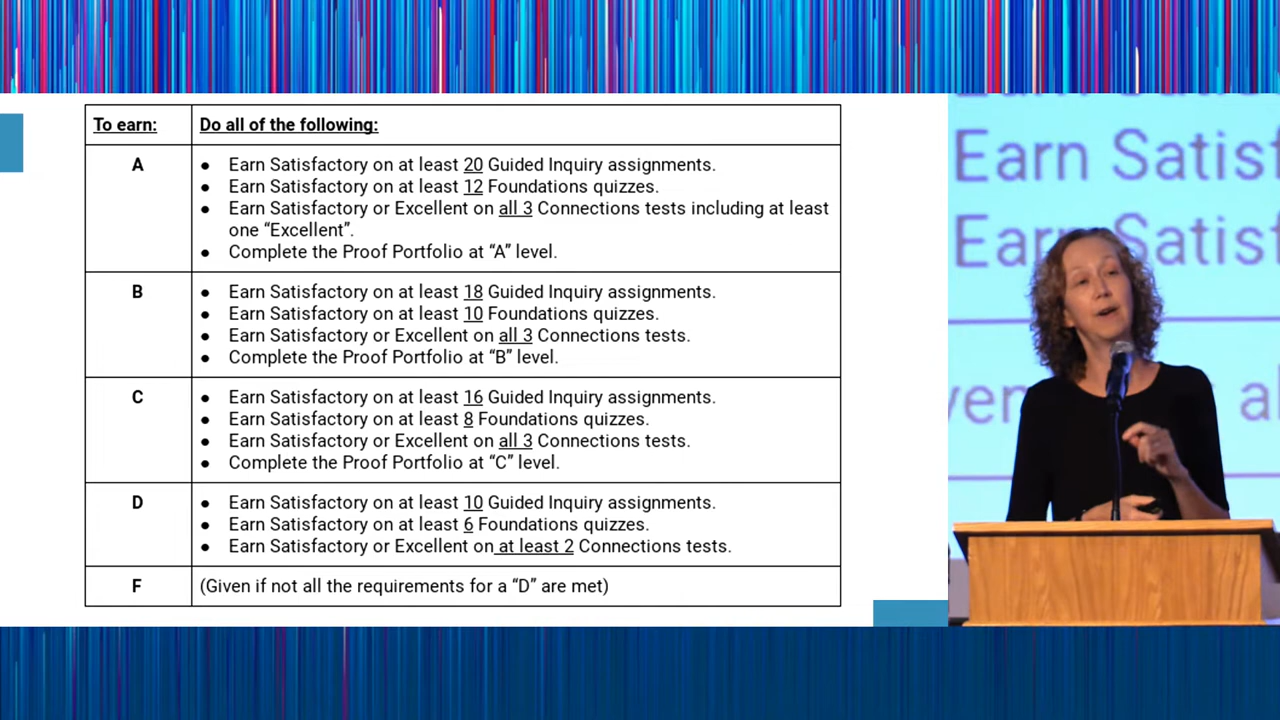 To earn:
Do all of the following:
A
● Earn Satisfactory on at least 20 Guided Inquiry assignments.
● Earn Satisfactory on at least 12 Foundations quizzes.
● Earn Satisfactory or Excellent on all 3 Connections tests including at least
one “Excellent”.
● Complete the Proof Portfolio at “A” level.
B
● Earn Satisfactory on at least 18 Guided Inquiry assignments.
● Earn Satisfactory on at least 10 Foundations quizzes.
● Earn Satisfactory or Excellent on all 3 Connections tests.
● Complete the Proof Portfolio at “B” level.
C
● Earn Satisfactory on at least 16 Guided Inquiry assignments.
● Earn Satisfactory on at least 8 Foundations quizzes.
● Earn Satisfactory or Excellent on all 3 Connections tests.
● Complete the Proof Portfolio at “C” level.
D
● Earn Satisfactory on at least 10 Guided Inquiry assignments.
● Earn Satisfactory on at least 6 Foundations quizzes.
● Earn Satisfactory or Excellent on at least 2 Connections tests.
F
(Given if not all the requirements for a “D” are met)
Earn Satisf
Earn Satisf